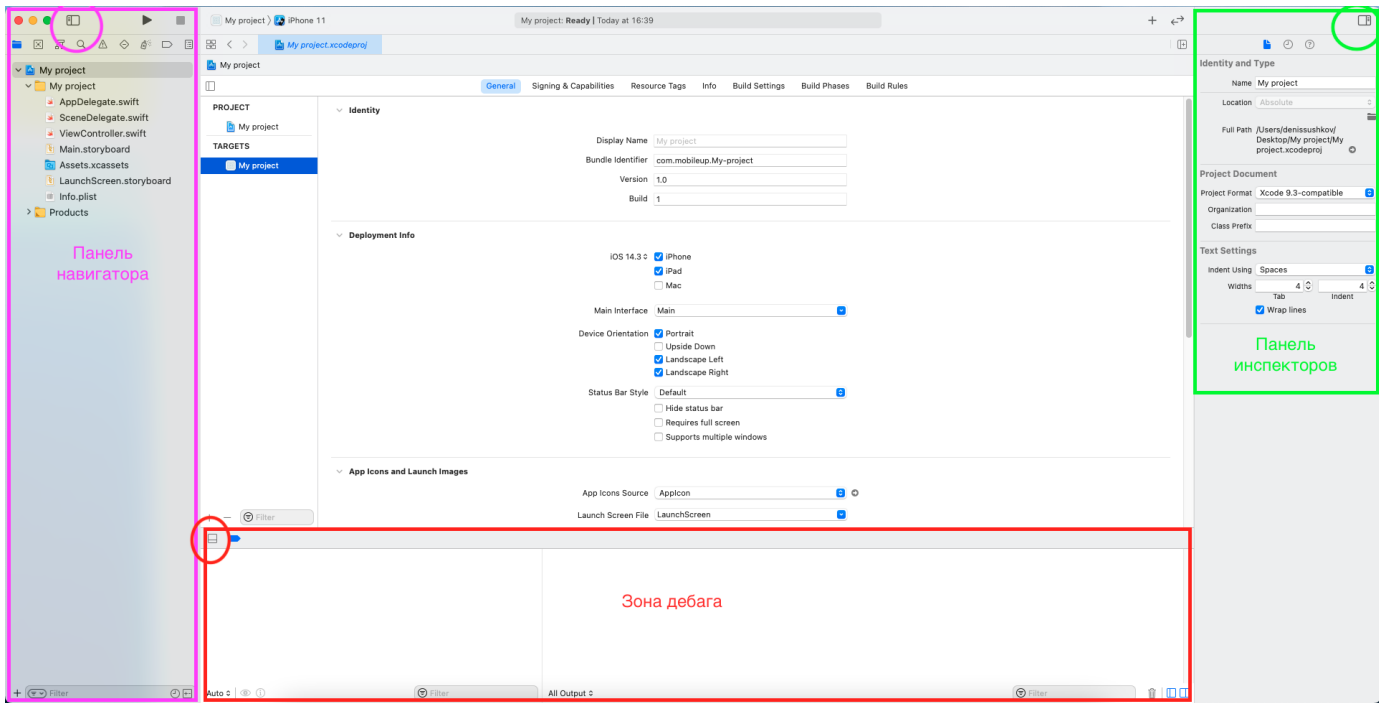 My project 〉 iPhone 11
My project: Ready | Today at 16:39
My project.xcodeproj
My project
My project
My project
AppDelegate.swift
SceneDelegate.swift
ViewController.swift
Main.storyboard
Assets.xcassets
LaunchScreen.storyboard
Info.plist
Products
Панель
навигатора
Filter
General Signing & Capabilities Resource Tags Info Build Settings Build Phases Build Rules
PROJECT
My project
TARGETS
My project
Filter
Identity
Display Name My project
Bundle Identifier com.mobileup.My-project
Version 1.0
Build 1
Deployment Info
iOS 14.3 iPhone
iPad
Mac
Main Interface Main
Device Orientation Portrait
Upside Down
Landscape Left
Landscape Right
Status Bar Style Default
Hide status bar
Requires full screen
Supports multiple windows
App Icons and Launch Images
App Icons Source AppIcon
Launch Screen File LaunchScreen
Зона дебага
Auto Filter All Output Filter
Identity and Type
Name My project
Location Absolute
Full Path /Users/denissushkov/
Desktop/My project/My
project.xcodeproj
Project Document
Project Format Xcode 9.3-compatible
Organization
Class Prefix
Text Settings
Indent Using Spaces
Widths 4 4
Tab Indent
Wrap lines
Панель
инспекторов